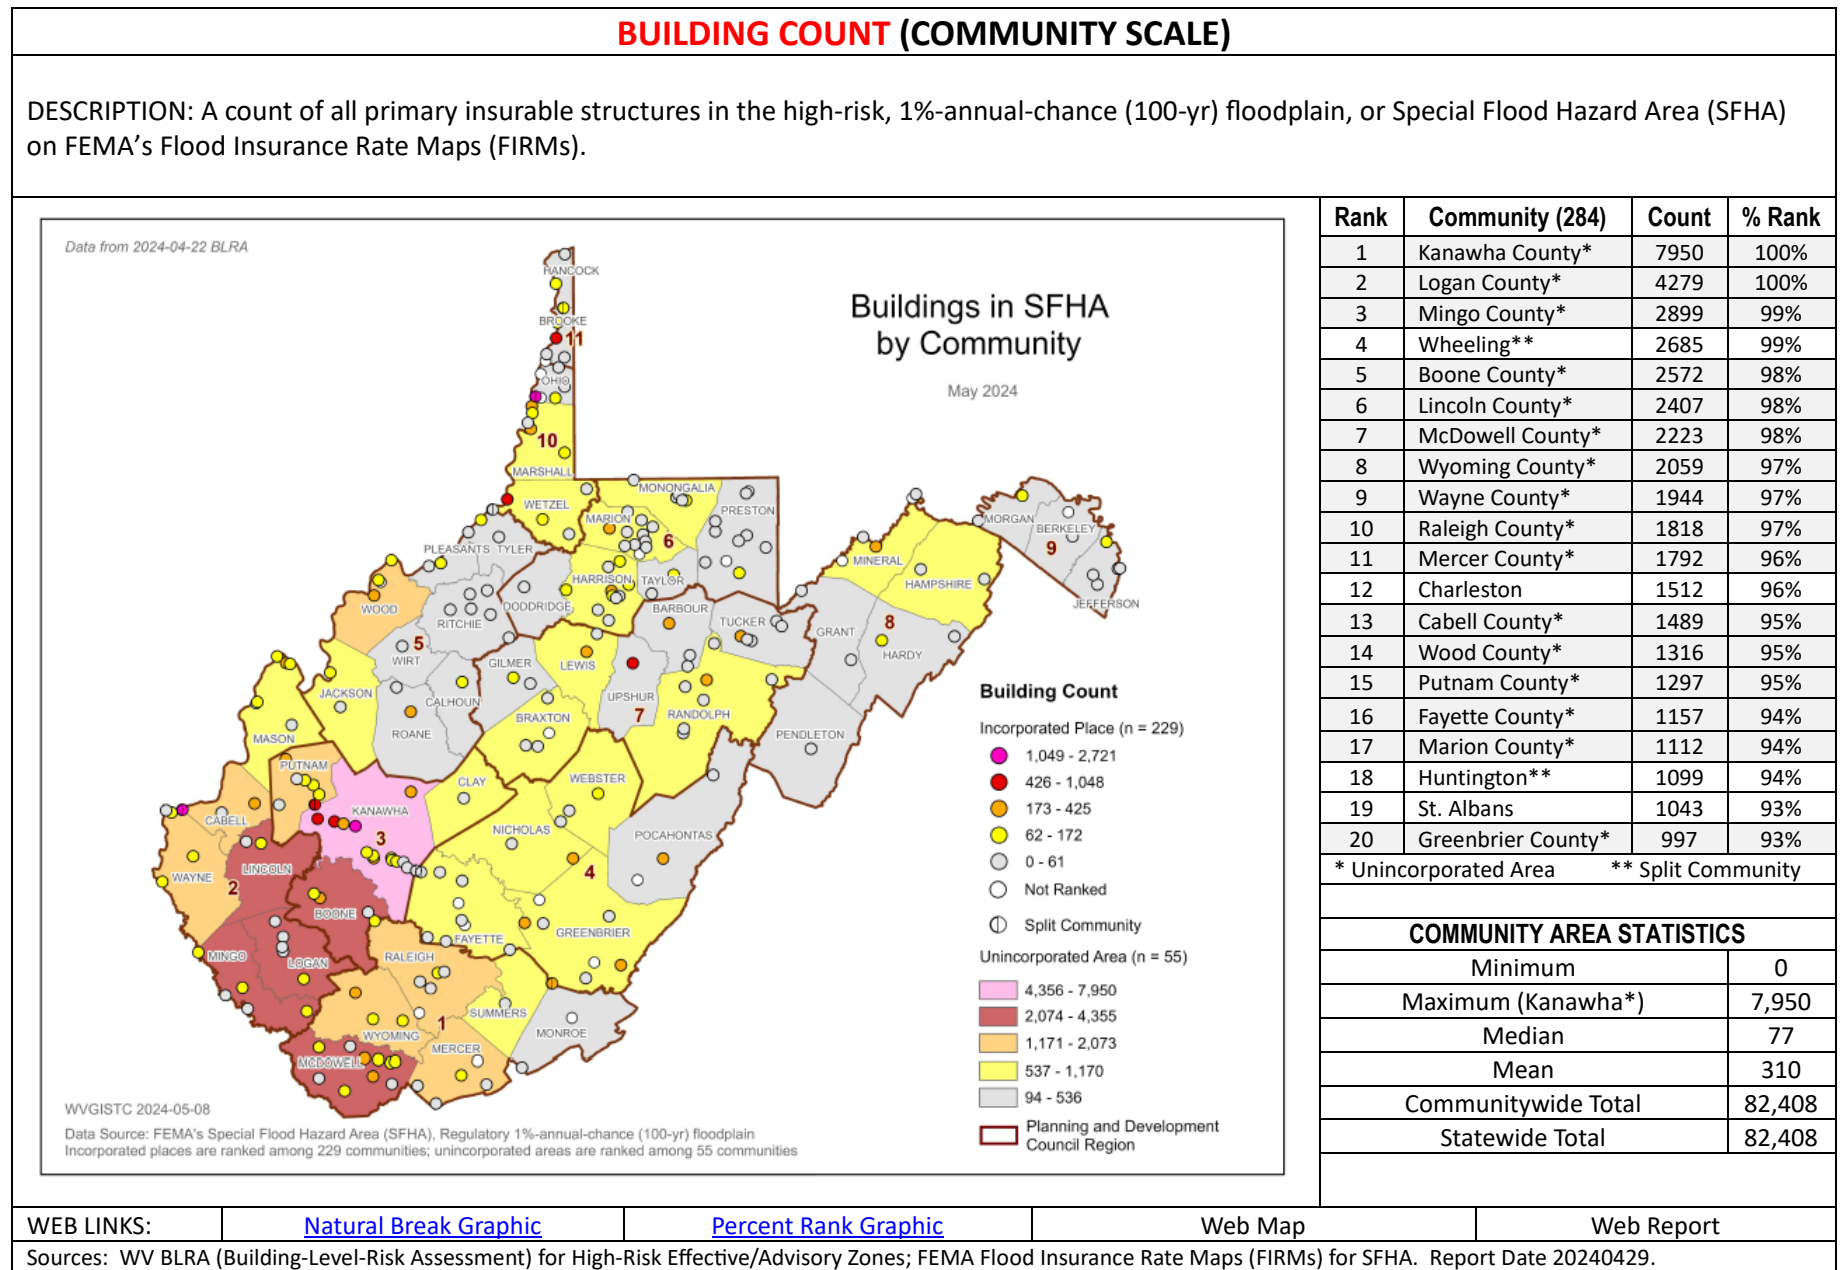 BUILDING COUNT (COMMUNITY SCALE)
DESCRIPTION: A count of all primary insurable structures in the high-risk, 1%-annual-chance (100-yr) floodplain, or Special Flood Hazard Area (SFHA)
on FEMA's Flood Insurance Rate Maps (FIRMs).
Data from 2024-04-22 BLRA
Buildings in SFHA
by Community
May 2024
HANCOCK
BROOKE
11
OHIO
10
MARSHALL
WETZEL
MONONGALIA
MARION
PRESTON
6
PLEASANTS
TYLER
HARRISON
TAYLOR
DODDRIDGE
WOOD
RITCHIE
BARBOUR
TUCKER
MINERAL
HAMPSHIRE
MORGAN
BERKELEY
9
JEFFERSON
GRANT
8
HARDY
5
WIRT
GILMER
LEWIS
UPSHUR
7
RANDOLPH
JACKSON
CALHOUN
ROANE
BRAXTON
PENDLETON
MASON
PUTNAM
CLAY
WEBSTER
KANAWHA
3
CABELL
NICHOLAS
POCAHONTAS
WAYNE
2
LINCOLN
4
BOONE
FAYETTE
GREENBRIER
MINGO
LOGAN
RALEIGH
SUMMERS
1
WYOMING
MONROE
MERCER
MCDOWELL
Building Count
Incorporated Place (n = 229)
1,049 - 2,721
426 - 1,048
173 - 425
62 - 172
0 - 61
Not Ranked
Split Community
Unincorporated Area (n = 55)
4,356 - 7,950
2,074 - 4,355
1,171 - 2,073
537 - 1,170
94 - 536
Planning and Development
Council Region
WVGISTC 2024-05-08
Data Source: FEMA's Special Flood Hazard Area (SFHA), Regulatory 1%-annual-chance (100-yr) floodplain
Incorporated places are ranked among 229 communities; unincorporated areas are ranked among 55 communities
Rank Community (284) Count % Rank
1 Kanawha County* 7950 100%
2 Logan County* 4279 100%
3 Mingo County* 2899 99%
4 Wheeling** 2685 99%
5 Boone County* 2572 98%
6 Lincoln County* 2407 98%
7 McDowell County* 2223 98%
8 Wyoming County* 2059 97%
9 Wayne County* 1944 97%
10 Raleigh County* 1818 97%
11 Mercer County* 1792 96%
12 Charleston 1512 96%
13 Cabell County* 1489 95%
14 Wood County* 1316 95%
15 Putnam County* 1297 95%
16 Fayette County* 1157 94%
17 Marion County* 1112 94%
18 Huntington** 1099 94%
19 St. Albans 1043 93%
20 Greenbrier County* 997 93%
* Unincorporated Area ** Split Community
COMMUNITY AREA STATISTICS
Minimum 0
Maximum (Kanawha*) 7,950
Median 77
Mean 310
Communitywide Total 82,408
Statewide Total 82,408
WEB LINKS: Natural Break Graphic Percent Rank Graphic Web Map Web Report
Sources: WV BLRA (Building-Level-Risk Assessment) for High-Risk Effective/Advisory Zones; FEMA Flood Insurance Rate Maps (FIRMs) for SFHA. Report Date 20240429.